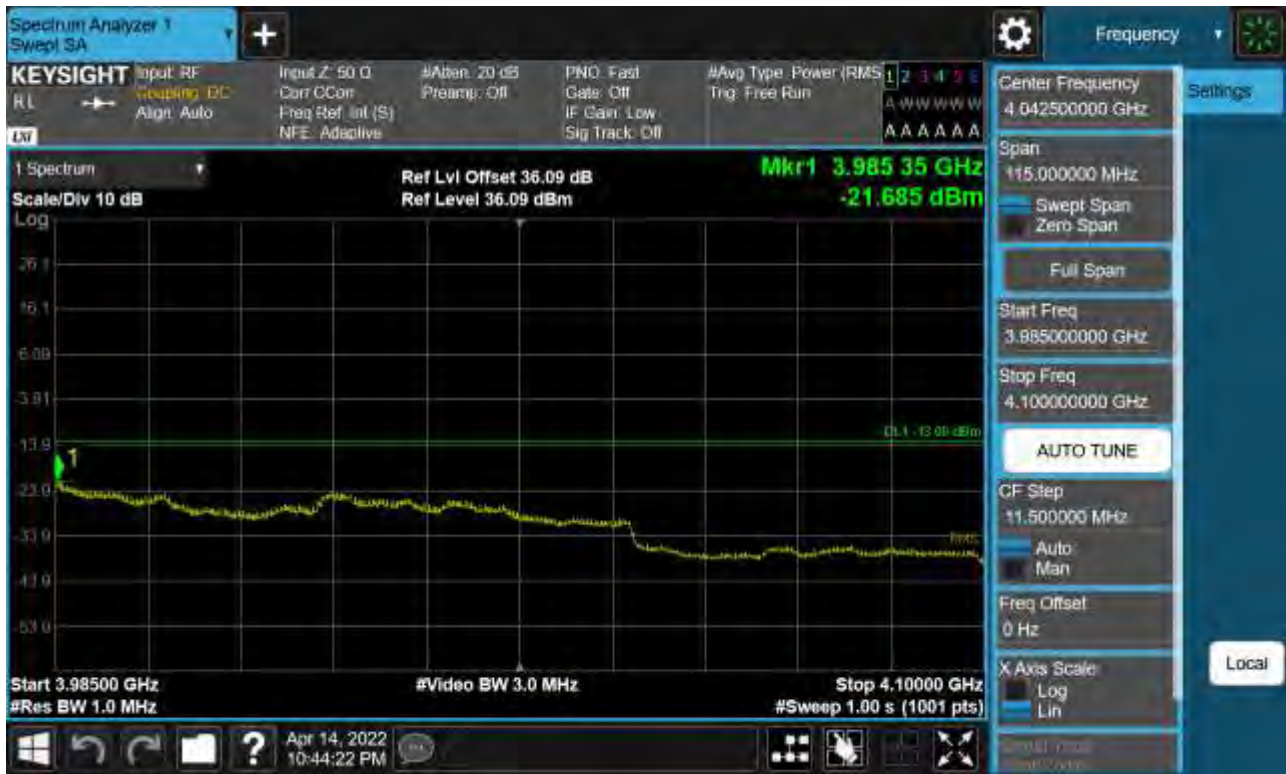 Spectrum Analyzer 1
Swept SA
+
Frequency
KEYSIGHT
RL
LXI
Input: RF
Coupling: DC
Align: Auto
Input Z: 50 Ω
Corr CCorr
Freq Ref: Int (S)
NFE: Adaptive
#Atten: 20 dB
Preamp: Off
PNO: Fast
Gate: Off
IF Gain: Low
Sig Track: Off
#Avg Type: Power (RMS
Trig: Free Run
1 2 3 4 5 6
A W W W W W
A A A A A A
1 Spectrum
Scale/Div 10 dB
Log
Ref Lvl Offset 36.09 dB
Ref Level 36.09 dBm
Mkr1 3.985 35 GHz
-21.685 dBm
26.1
16.1
6.09
-3.91
-13.9
-23.9
-33.9
-43.9
-53.9
DL1 -13.00 dBm
1
RMS
Start 3.98500 GHz
#Res BW 1.0 MHz
#Video BW 3.0 MHz
Stop 4.10000 GHz
#Sweep 1.00 s (1001 pts)
Center Frequency
4.042500000 GHz
Settings
Span
115.000000 MHz
Swept Span
Zero Span
Full Span
Start Freq
3.985000000 GHz
Stop Freq
4.100000000 GHz
AUTO TUNE
CF Step
11.500000 MHz
Auto
Man
Freq Offset
0 Hz
X Axis Scale
Log
Lin
Local
?
Apr 14, 2022
10:44:22 PM